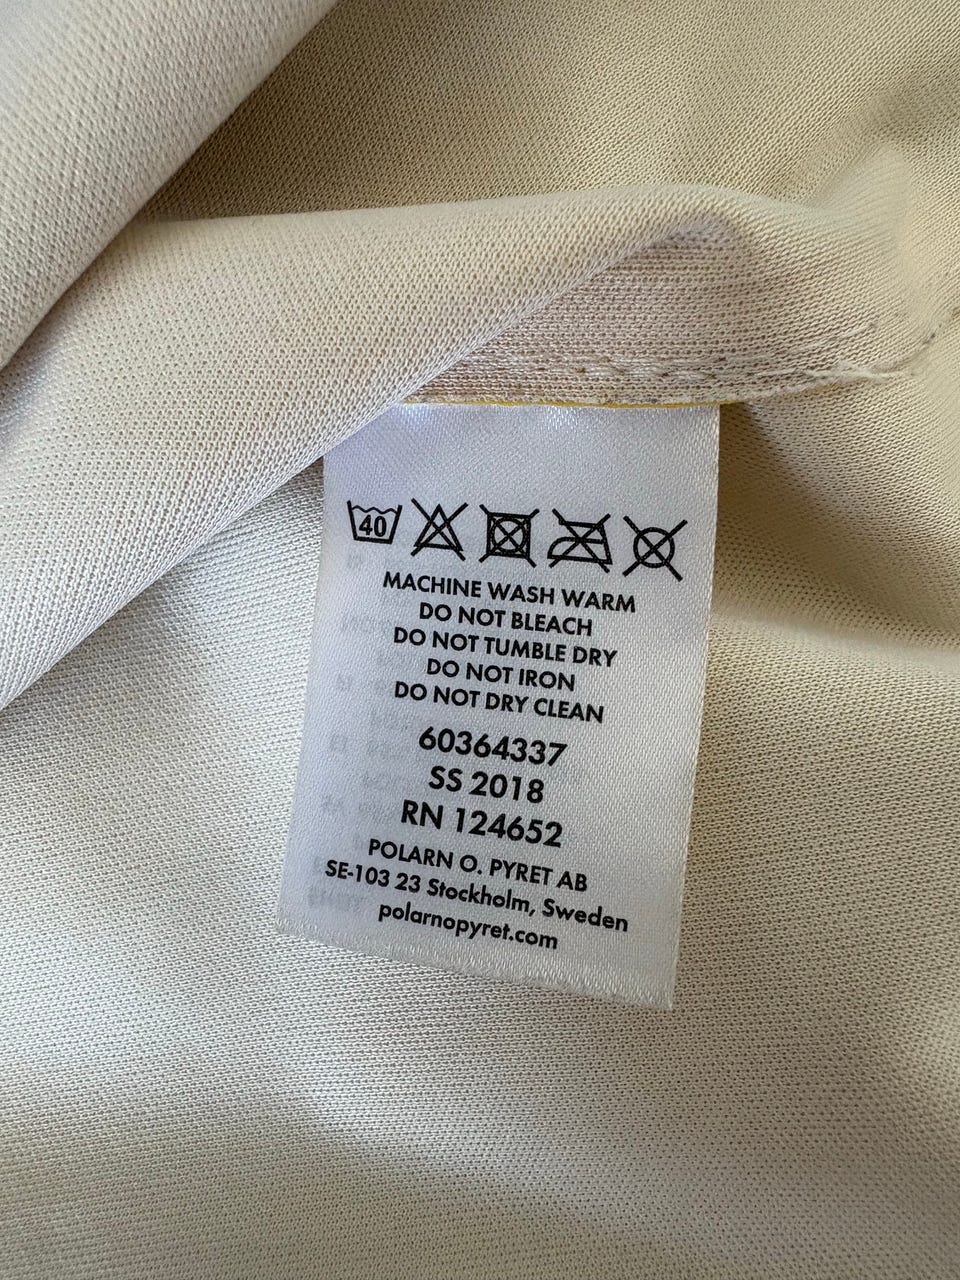 40
MACHINE WASH WARM
DO NOT BLEACH
DO NOT TUMBLE DRY
DO NOT IRON
DO NOT DRY CLEAN
60364337
SS 2018
RN 124652
POLARN O. PYRET AB
SE-103 23 Stockholm, Sweden
polarnopyret.com